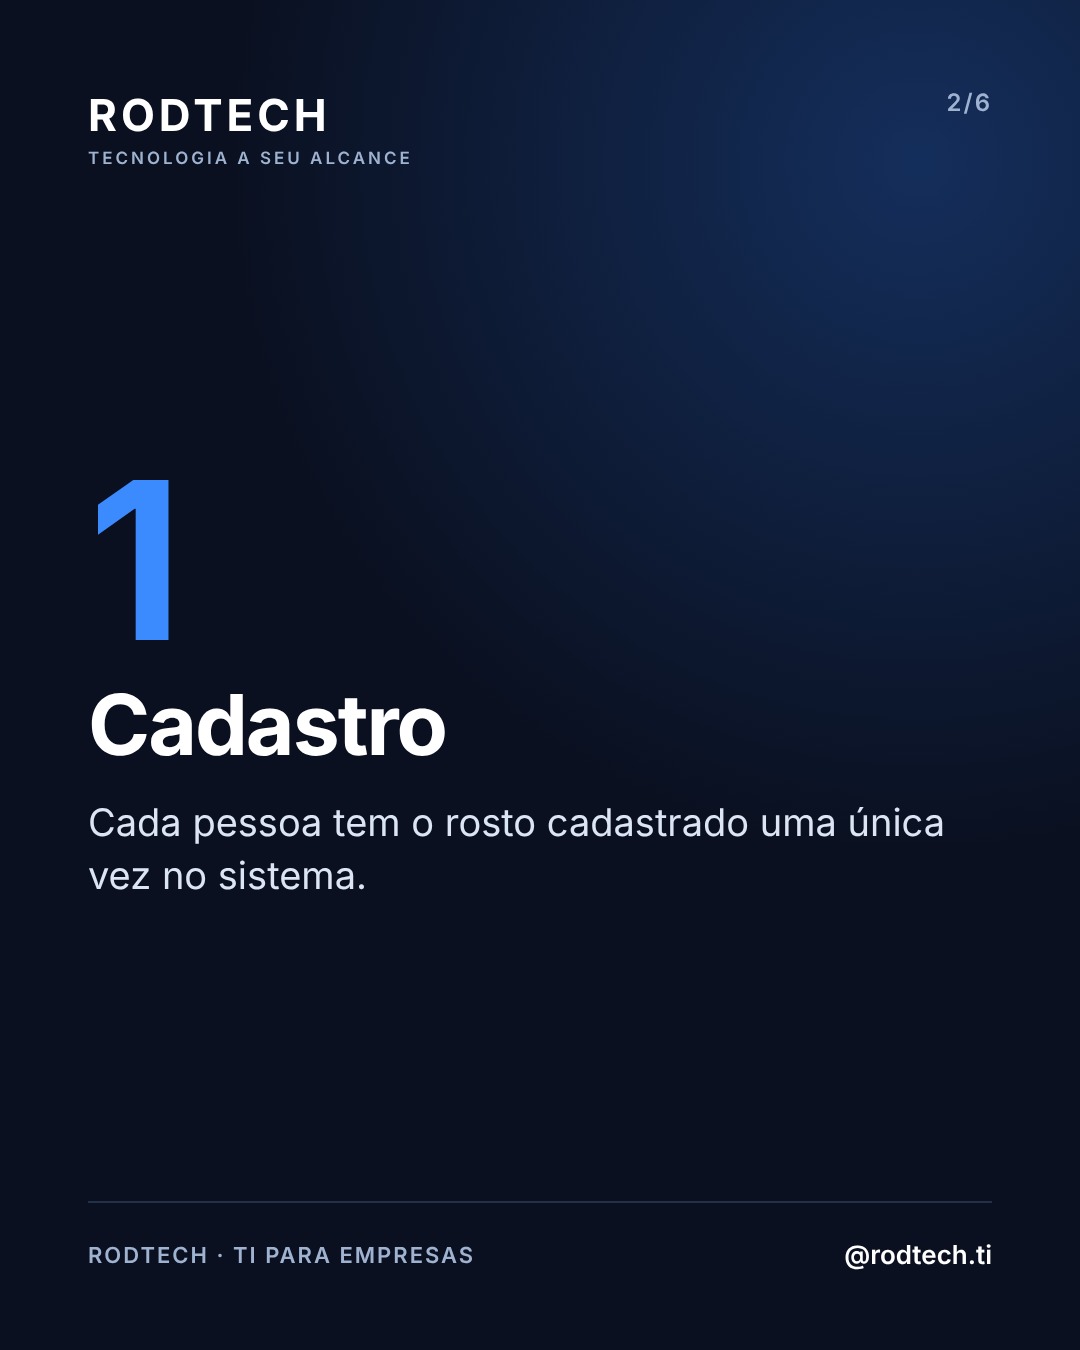 RODTECH
TECNOLOGIA A SEU ALCANCE
2/6
1
Cadastro
Cada pessoa tem o rosto cadastrado uma única
vez no sistema.
RODTECH · TI PARA EMPRESAS
@rodtech.ti